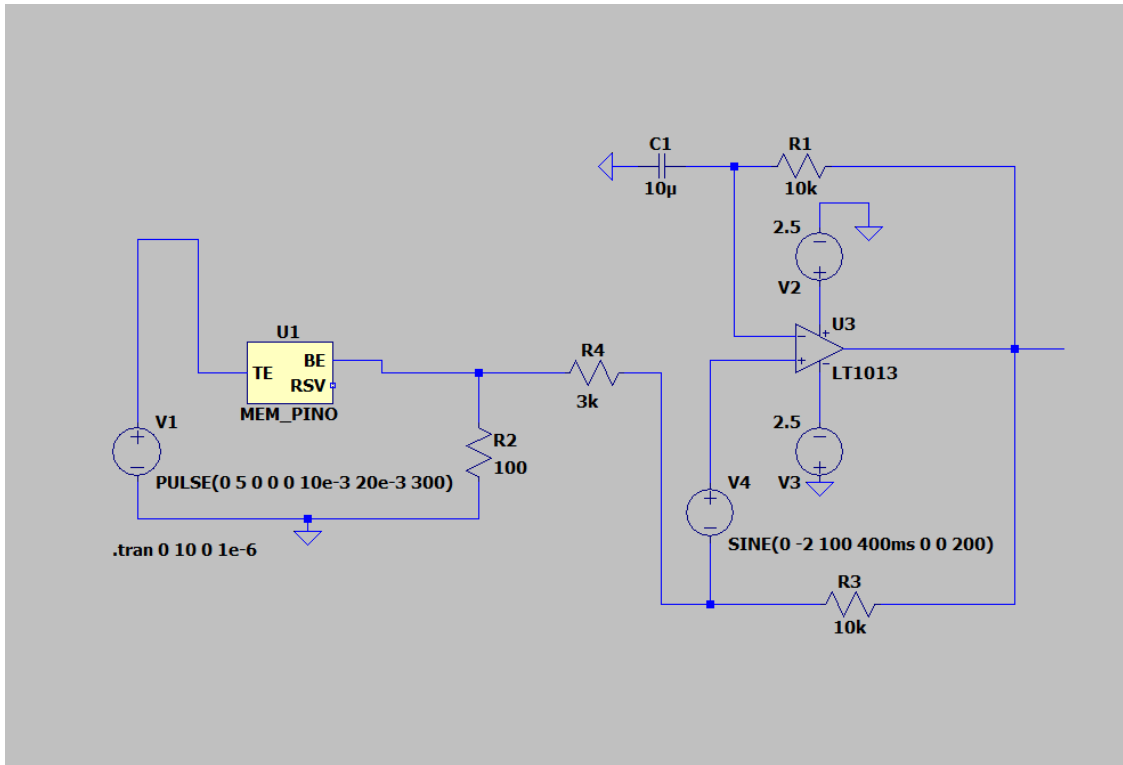 C1
10µ
R1
10k
2.5
V2
U3
LT1013
U1
TE
BE
RSV
MEM_PINO
R4
3k
V1
PULSE(0 5 0 0 0 10e-3 20e-3 300)
R2
100
2.5
V3
V4
SINE(0 -2 100 400ms 0 0 200)
.tran 0 10 0 1e-6
R3
10k